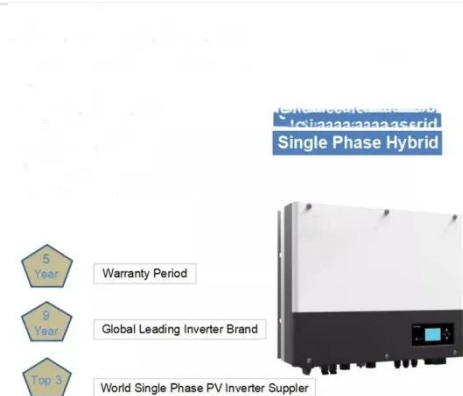 Single Phase Hybrid
5
Year
Warranty Period
9
Year
Global Leading Inverter Brand
Top 3
World Single Phase PV Inverter Suppler